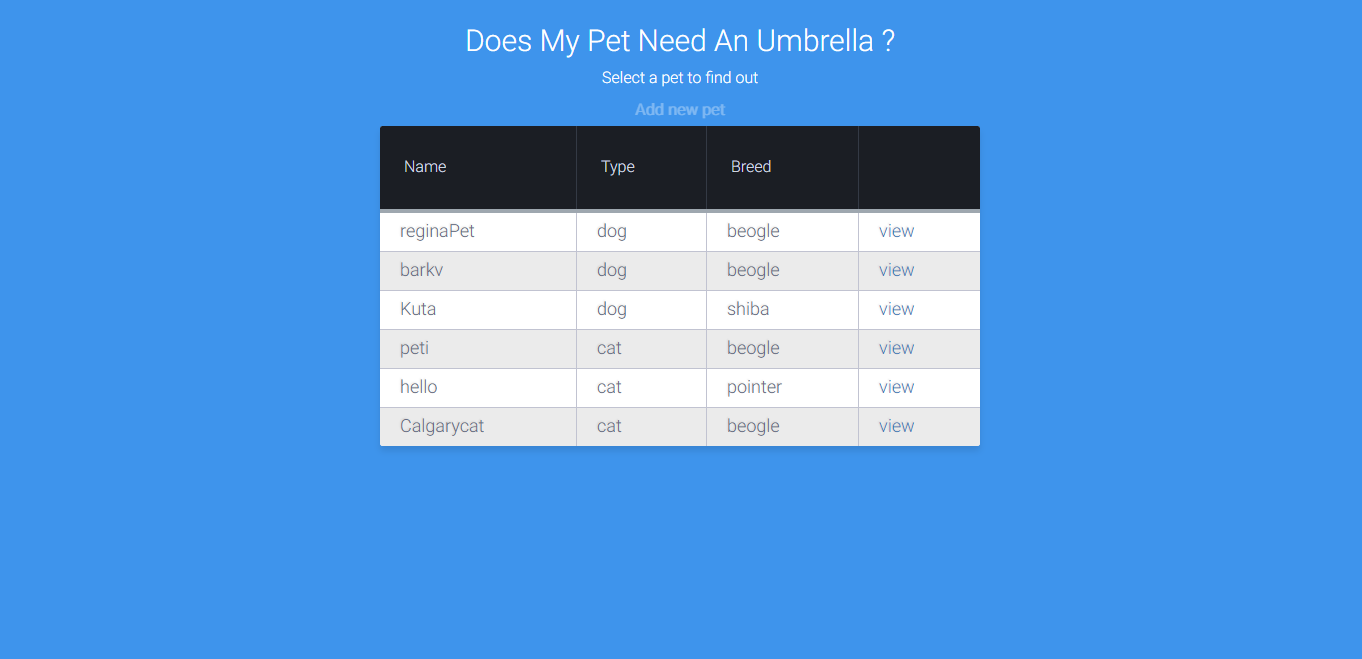 Does My Pet Need An Umbrella ?
Select a pet to find out
Add new pet
Name Type Breed
reginaPet dog beogle view
barkv dog beogle view
Kuta dog shiba view
peti cat beogle view
hello cat pointer view
Calgarycat cat beogle view